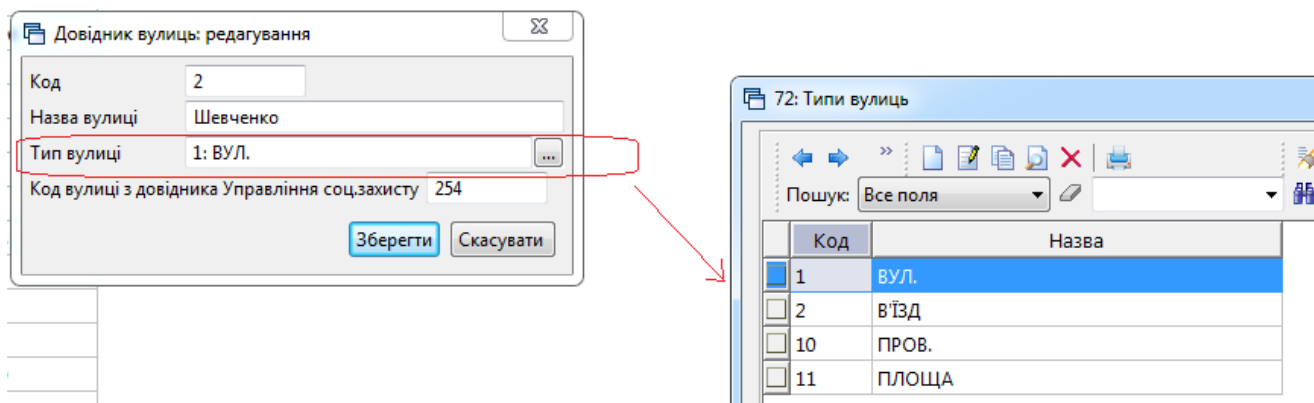 Довідник вулиць: редагування
Код 2
Назва вулиці Шевченко
Тип вулиці 1: ВУЛ. ...
Код вулиці з довідника Управління соц.захисту 254
Зберегти Скасувати
72: Типи вулиць
Пошук: Все поля
Код Назва
1 ВУЛ.
2 В'ЇЗД
10 ПРОВ.
11 ПЛОЩА